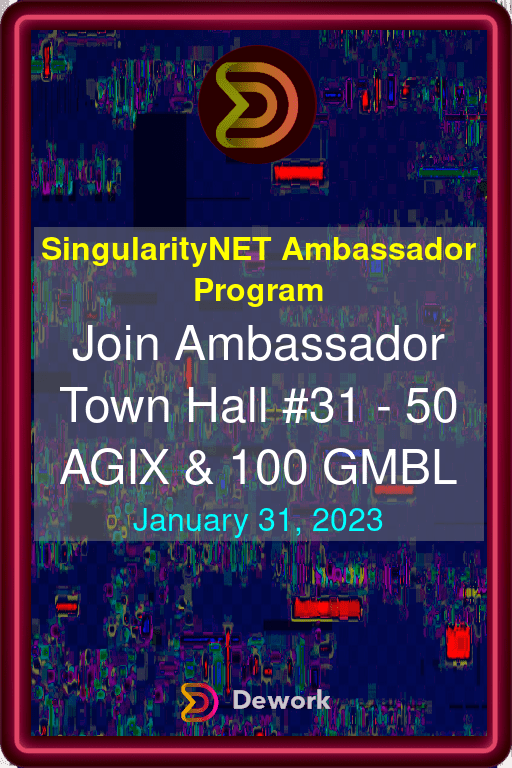 SingularityNET Ambassador
Program
Join Ambassador
Town Hall #31 - 50
AGIX & 100 GMBL
January 31, 2023
Dework